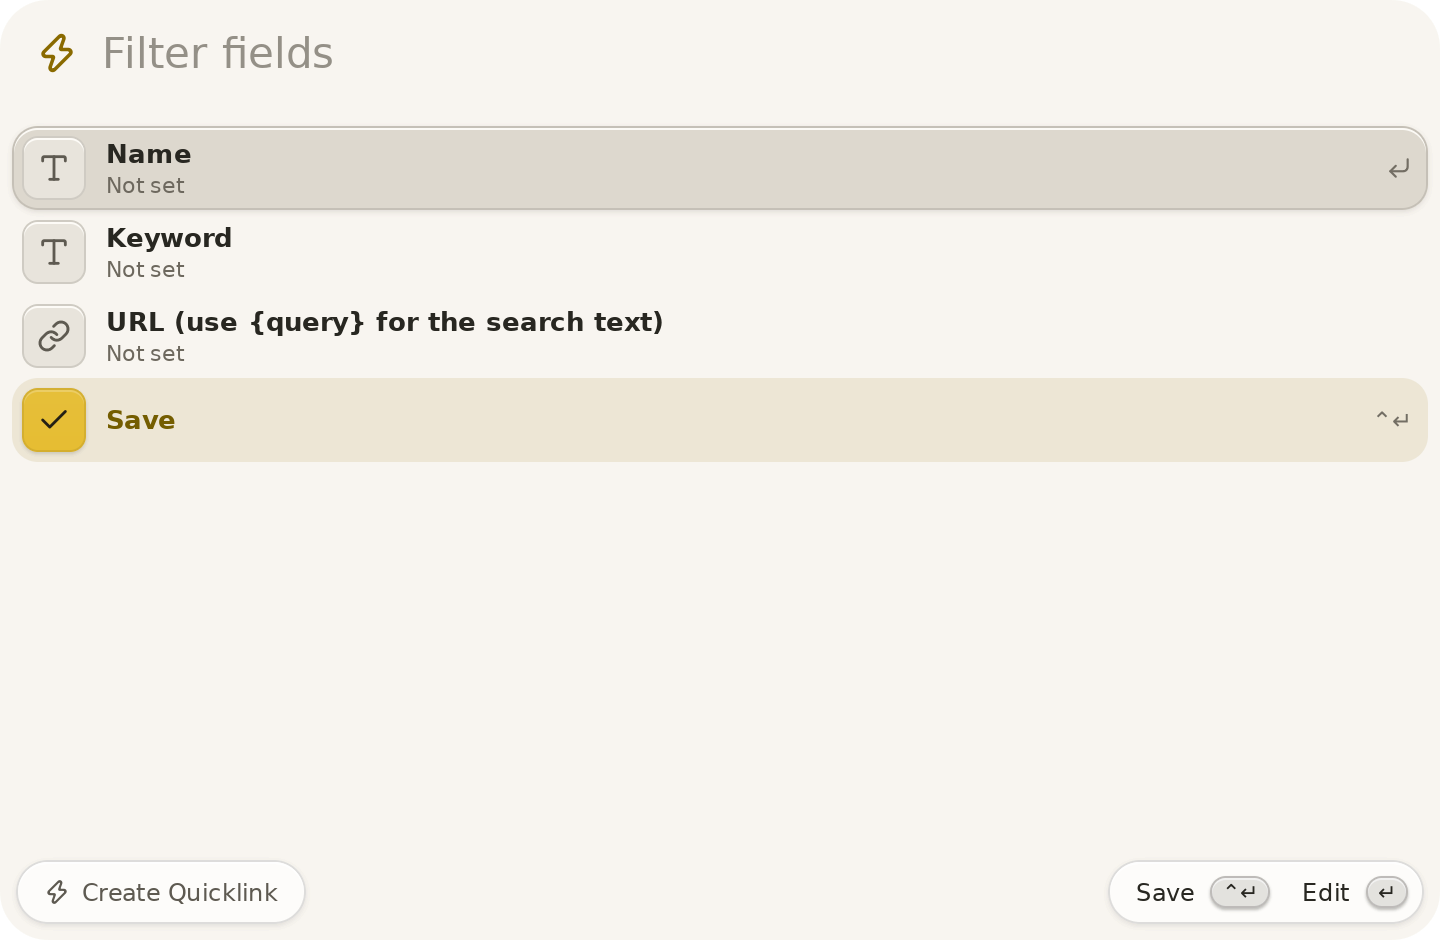 Filter fields
Name
Not set
Keyword
Not set
URL (use {query} for the search text)
Not set
Save
Create Quicklink
Save
Edit